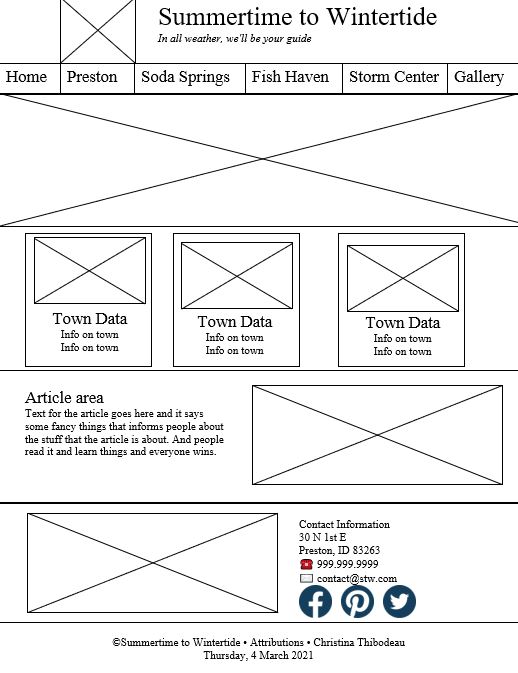 Summertime to Wintertide
In all weather, we'll be your guide
Home Preston Soda Springs Fish Haven Storm Center Gallery
Town Data
Info on town
Info on town
Town Data
Info on town
Info on town
Town Data
Info on town
Info on town
Article area
Text for the article goes here and it says
some fancy things that informs people about
the stuff that the article is about. And people
read it and learn things and everyone wins.
Contact Information
30 N 1st E
Preston, ID 83263
999.999.9999
contact@stw.com
©Summertime to Wintertide • Attributions • Christina Thibodeau
Thursday, 4 March 2021